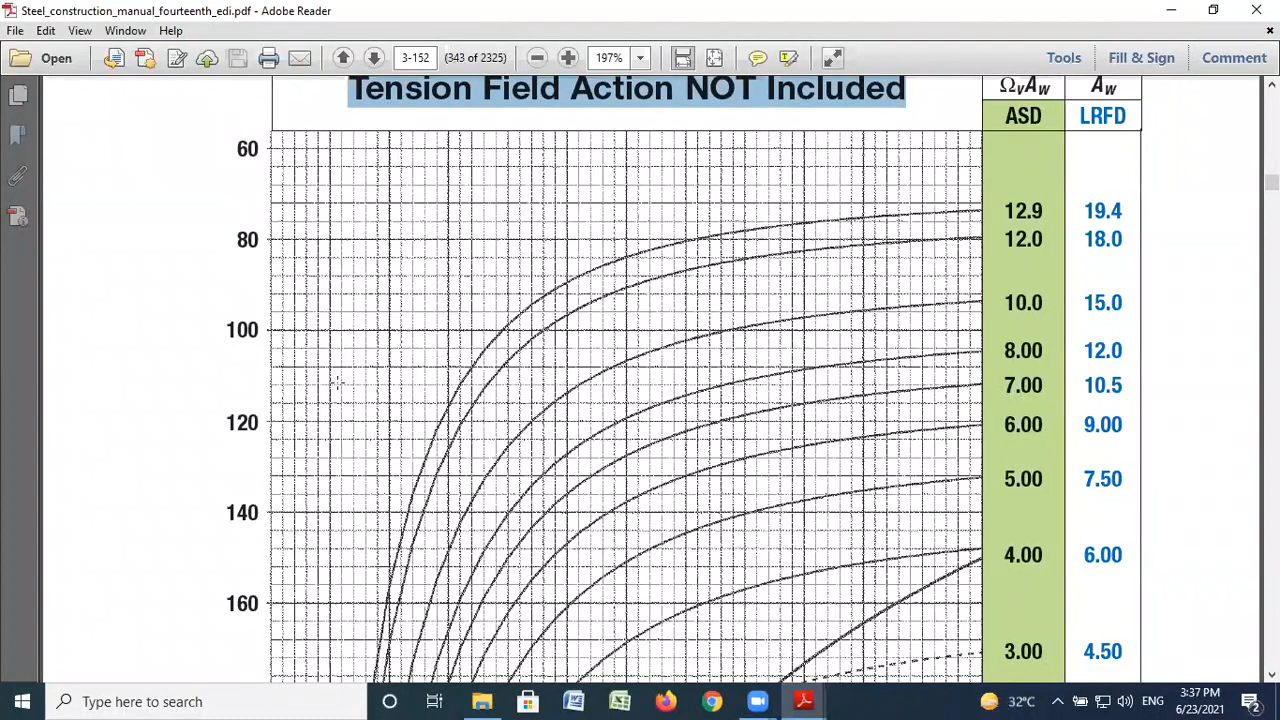 Steel_construction_manual_fourteenth_edi.pdf - Adobe Reader
File Edit View Window Help
Open 3-152 (343 of 2325) 197% Tools Fill & Sign Comment
Tension Field Action NOT Included ΩvAw Aw
ASD LRFD
60
12.9 19.4
80 12.0 18.0
10.0 15.0
100
8.00 12.0
7.00 10.5
120 6.00 9.00
5.00 7.50
140
4.00 6.00
160
3.00 4.50
Type here to search 32°C ENG 3:37 PM
6/23/2021 2